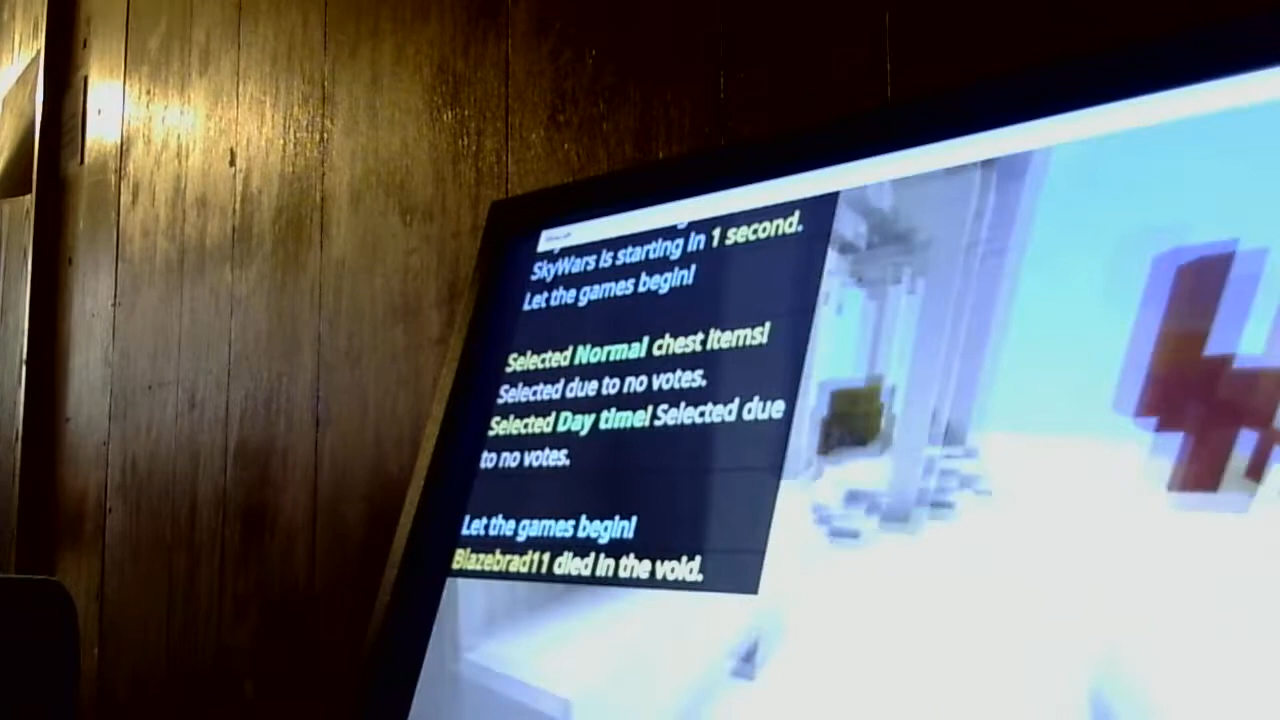 SkyWars is starting in 1 second.
Let the games begin!
Selected Normal chest items!
Selected due to no votes.
Selected Day time! Selected due
to no votes.
Let the games begin!
Blazebrad11 died in the void.